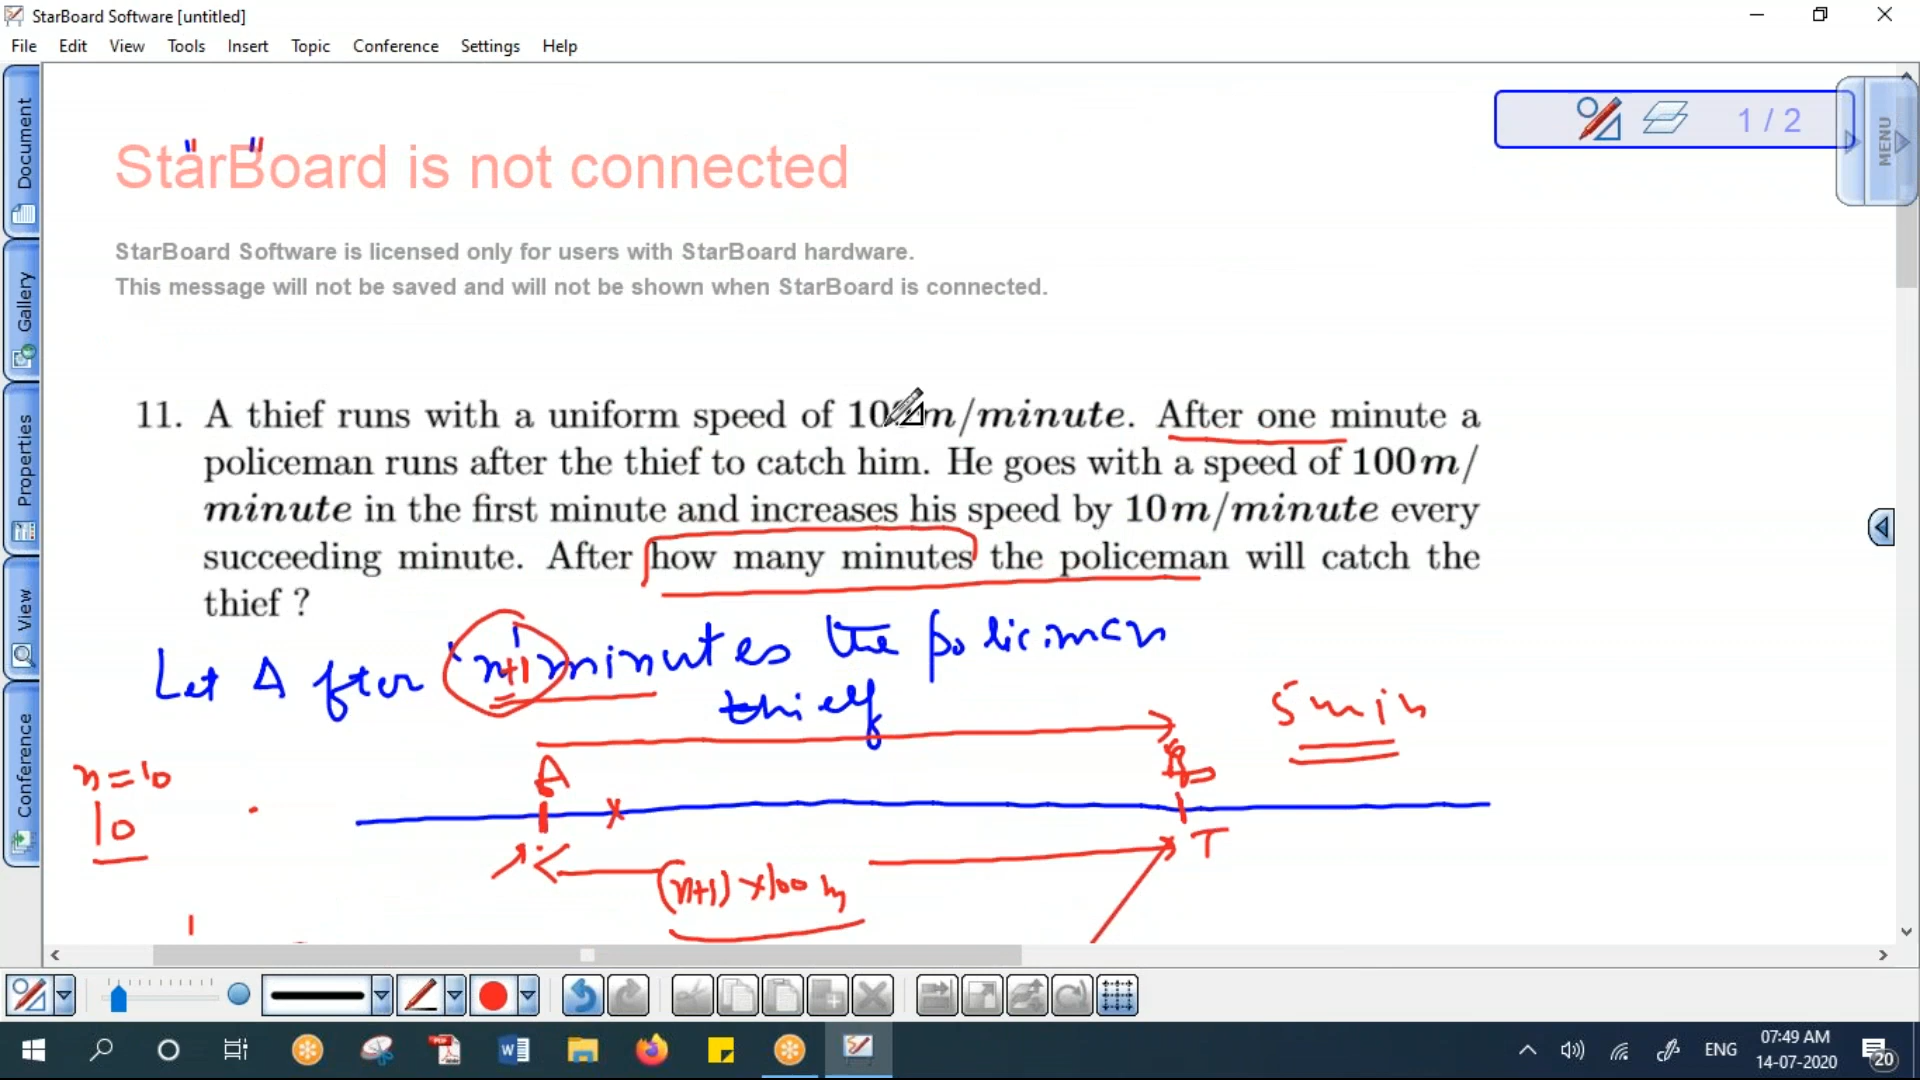 StarBoard Software [untitled]
File Edit View Tools Insert Topic Conference Settings Help
Document
Gallery
Properties
View
Conference
MENU
1 / 2
StarBoard is not connected
StarBoard Software is licensed only for users with StarBoard hardware.
This message will not be saved and will not be shown when StarBoard is connected.
11. A thief runs with a uniform speed of 100m/minute. After one minute a
policeman runs after the thief to catch him. He goes with a speed of 100m/
minute in the first minute and increases his speed by 10m/minute every
succeeding minute. After how many minutes the policeman will catch the
thief ?
Let After 'n+1' minutes the policiman
thielf
5 min
n=10
10
A
T
(n+1) x100 m
1
ENG
07:49 AM
14-07-2020
20